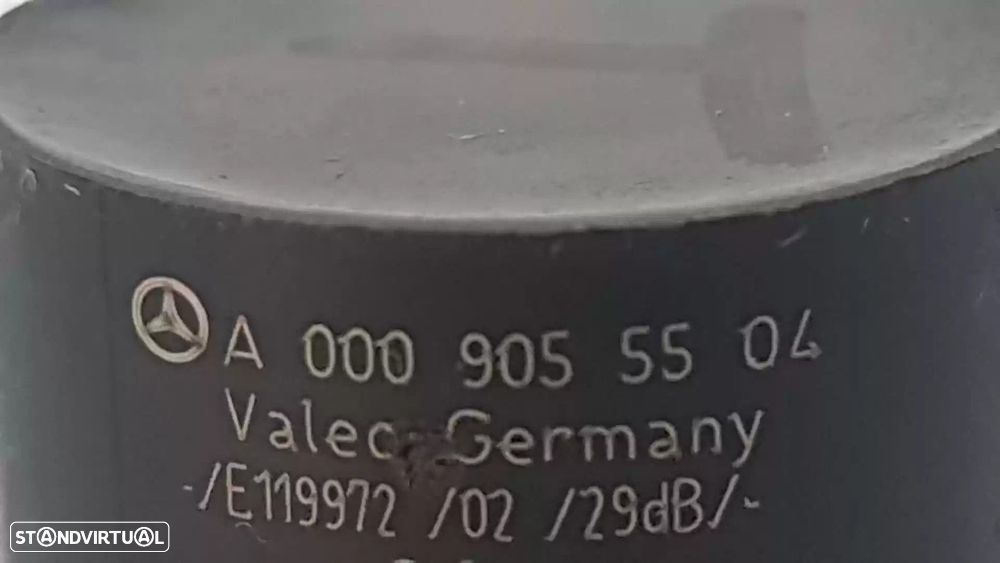 A 000 905 55 04
Valeo Germany
-/E119972 /02 /29dB/-
STANDVIRTUAL